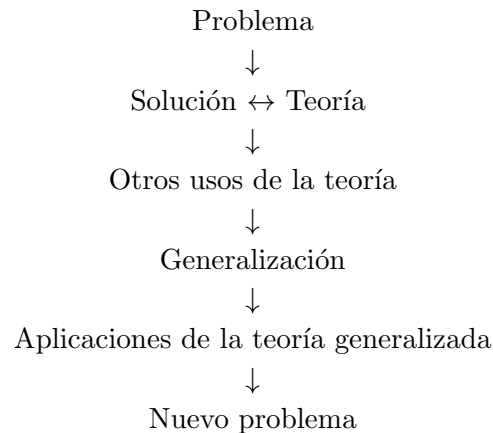 Problema
↓
Solución ↔ Teoría
↓
Otros usos de la teoría
↓
Generalización
↓
Aplicaciones de la teoría generalizada
↓
Nuevo problema